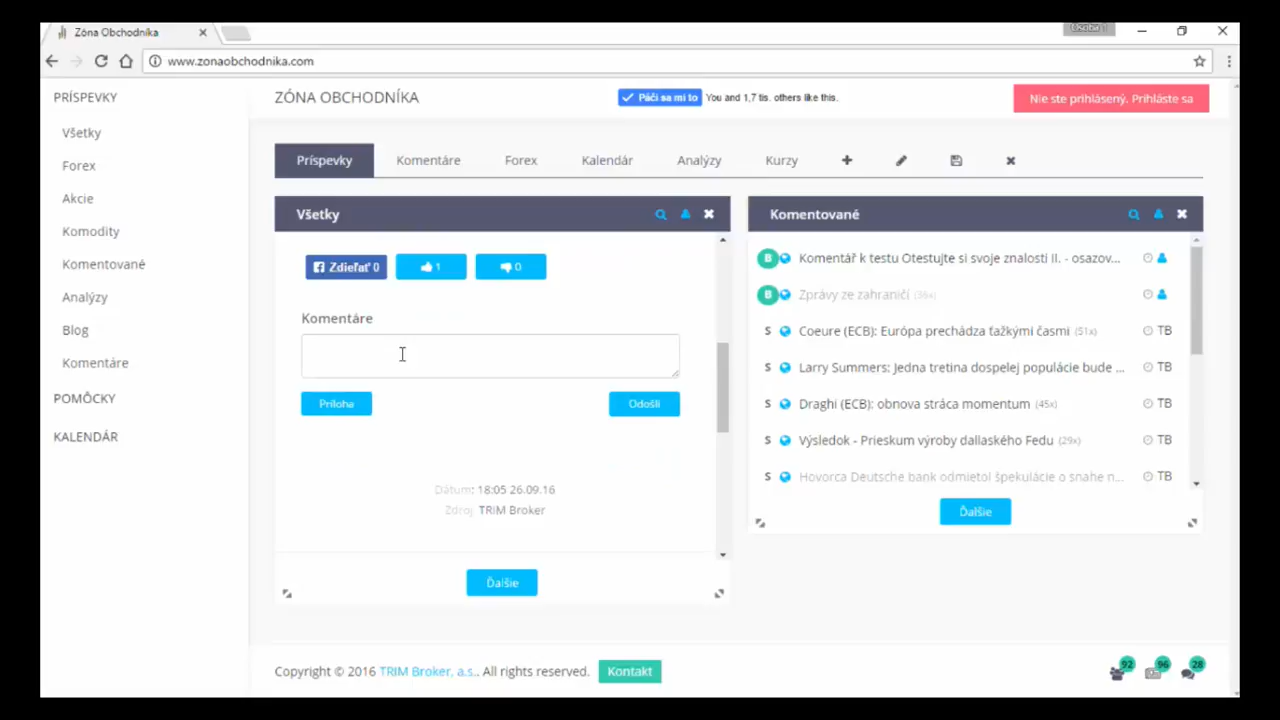 Zóna Obchodníka
Osoba 1
www.zonaobchodnika.com
PRÍSPEVKY
Všetky
Forex
Akcie
Komodity
Komentované
Analýzy
Blog
Komentáre
POMÔCKY
KALENDÁR
ZÓNA OBCHODNÍKA
Páči sa mi to You and 1,7 tis. others like this.
Nie ste prihlásený. Prihláste sa
Príspevky Komentáre Forex Kalendár Analýzy Kurzy
Všetky
Zdieľať 0 1 0
Komentáre
Príloha Odošli
Dátum: 18:05 26.09.16
Zdroj: TRIM Broker
Ďalšie
Komentované
B Komentář k testu Otestujte si svoje znalosti II. - osazov...
B Zprávy ze zahraničí (36x)
S Coeure (ECB): Európa prechádza ťažkými časmi (51x) TB
S Larry Summers: Jedna tretina dospelej populácie bude ... TB
S Draghi (ECB): obnova stráca momentum (45x) TB
S Výsledok - Prieskum výroby dallaského Fedu (29x) TB
S Hovorca Deutsche bank odmietol špekulácie o snahe n... TB
Ďalšie
Copyright © 2016 TRIM Broker, a.s.. All rights reserved. Kontakt
92 96 28